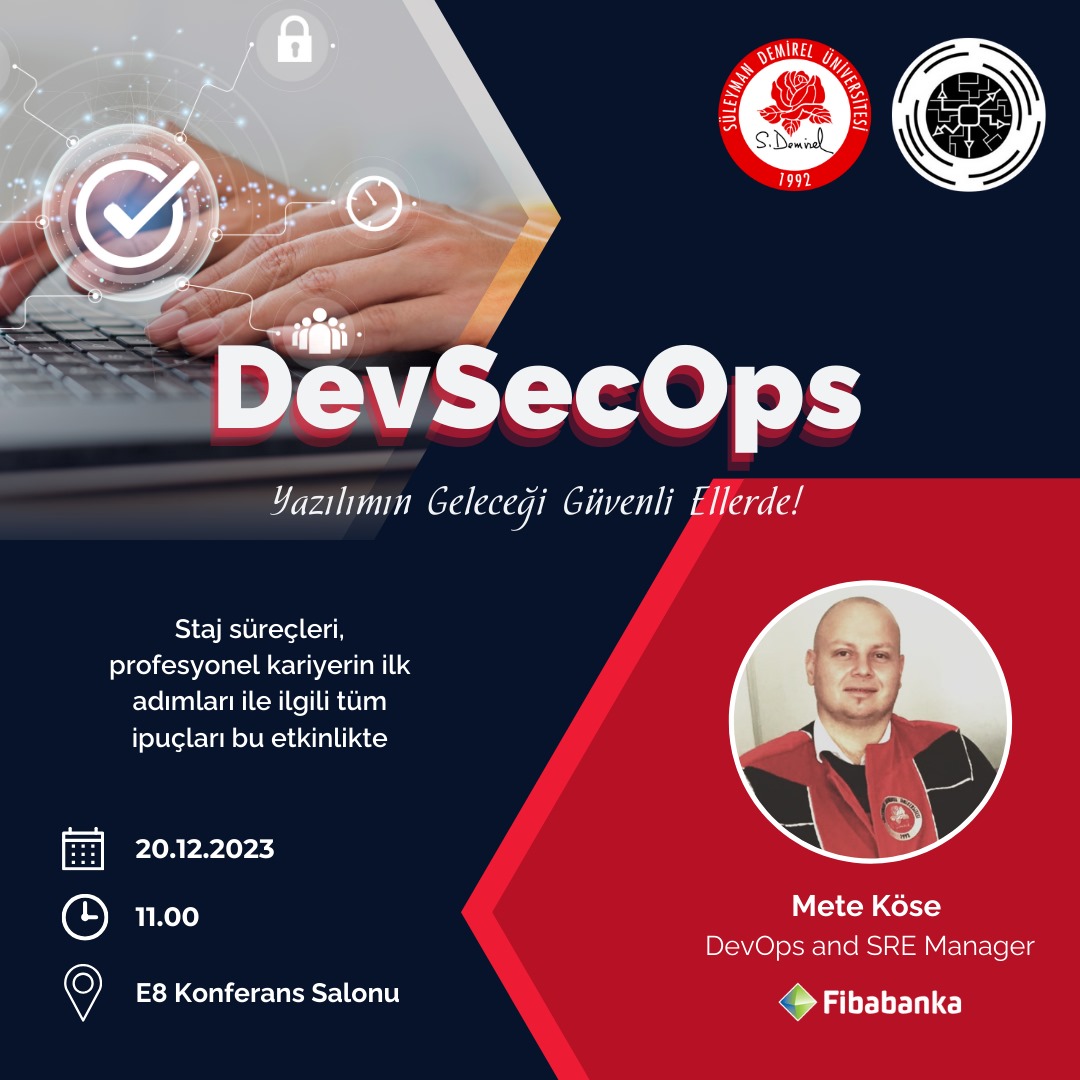 SÜLEYMAN DEMİREL ÜNİVERSİTESİ
S. Demirel
1992
DevSecOps
Yazılımın Geleceği Güvenli Ellerde!
Staj süreçleri,
profesyonel kariyerin ilk
adımları ile ilgili tüm
ipuçları bu etkinlikte
20.12.2023
11.00
E8 Konferans Salonu
Mete Köse
DevOps and SRE Manager
Fibabanka